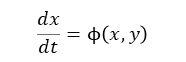 dx/dt = ϕ(x, y)